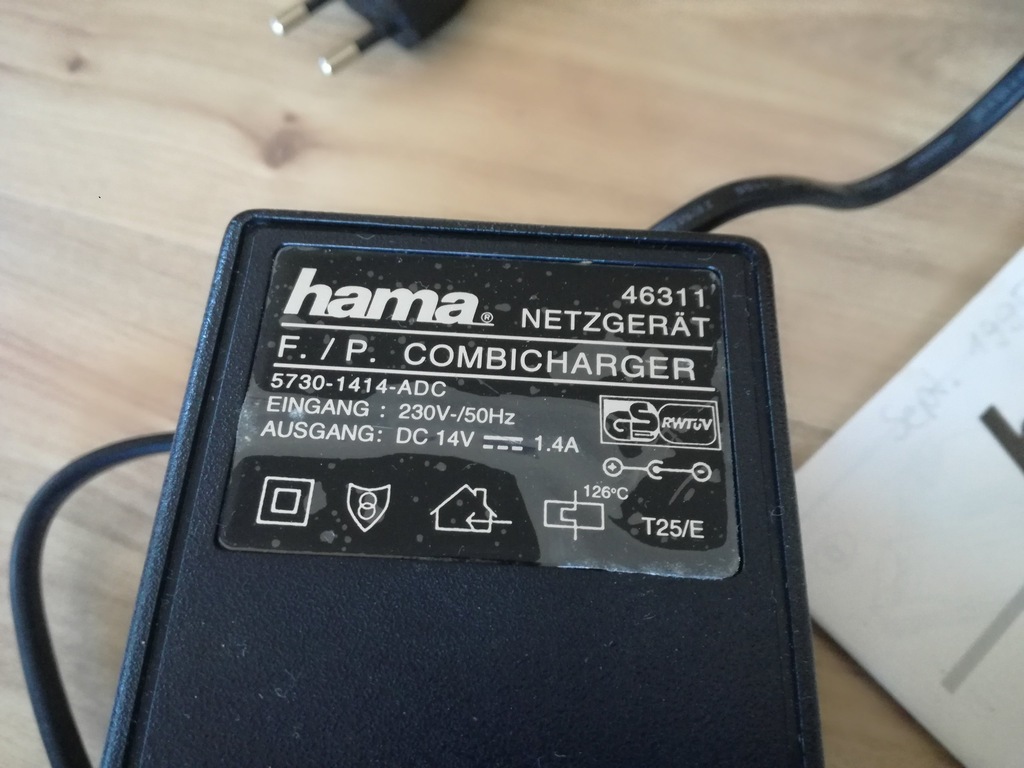 hama®
46311
NETZGERÄT
F. / P. COMBICHARGER
5730-1414-ADC
EINGANG : 230V-/50Hz
AUSGANG: DC 14V 1.4A
GS RWTÜV
126°C
T25/E
Sept.